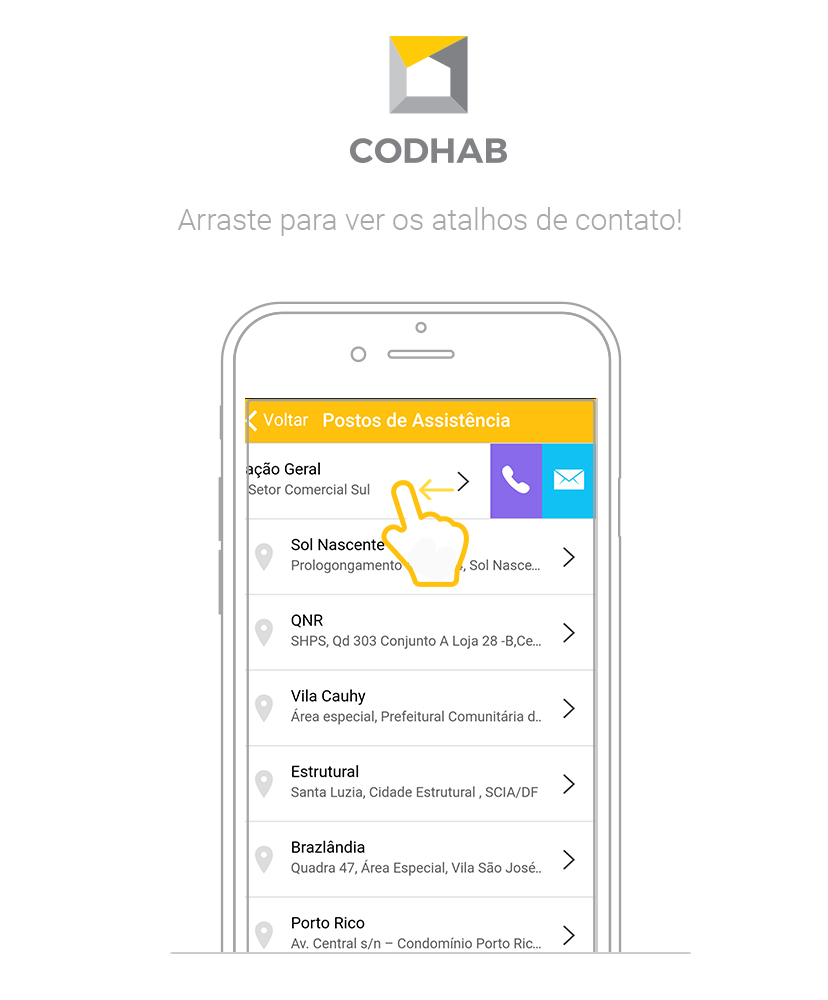 CODHAB
Arraste para ver os atalhos de contato!
Voltar Postos de Assistência
ação Geral
Setor Comercial Sul
Sol Nascente
Prologongamento , Sol Nasce...
QNR
SHPS, Qd 303 Conjunto A Loja 28 -B,Ce...
Vila Cauhy
Área especial, Prefeitural Comunitária d..
Estrutural
Santa Luzia, Cidade Estrutural , SCIA/DF
Brazlândia
Quadra 47, Área Especial, Vila São José..
Porto Rico
Av. Central s/n – Condomínio Porto Ric...